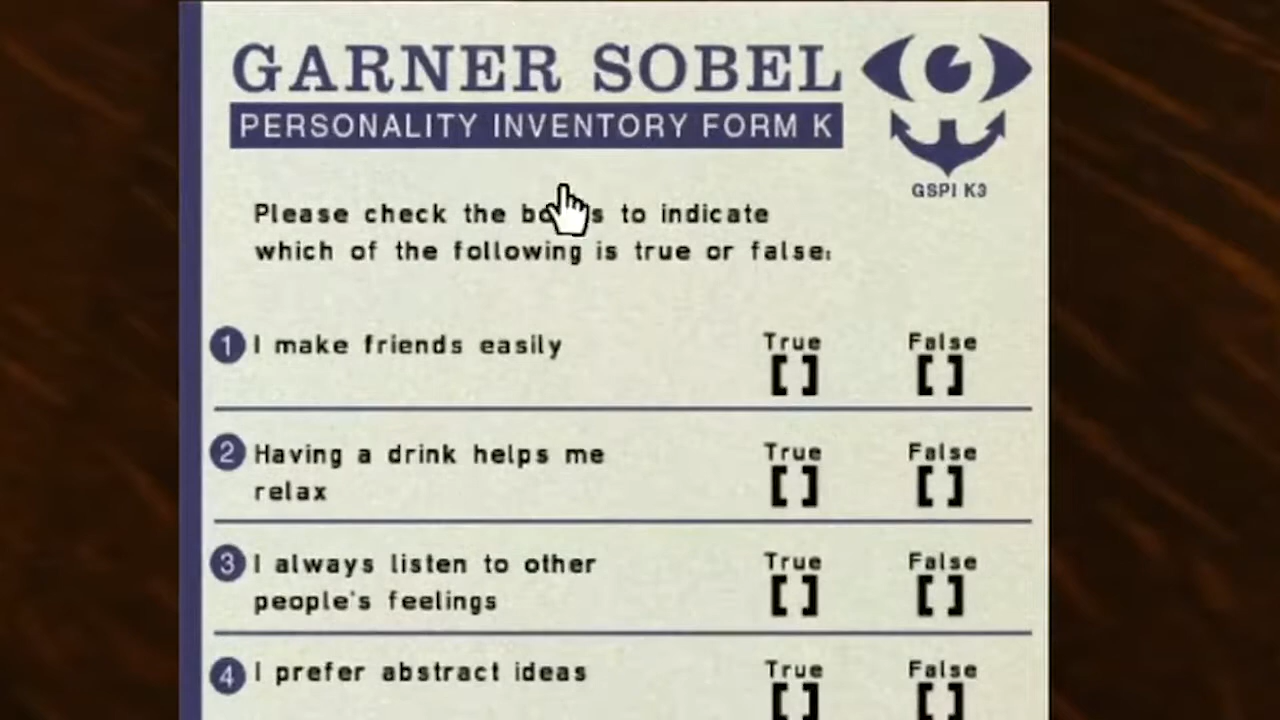 GARNER SOBEL
PERSONALITY INVENTORY FORM K
GSPI K3
Please check the to indicate
which of the following is true or false:
1 I make friends easily True False
[ ] [ ]
2 Having a drink helps me True False
relax [ ] [ ]
3 I always listen to other True False
people's feelings [ ] [ ]
4 I prefer abstract ideas True False
[ ] [ ]